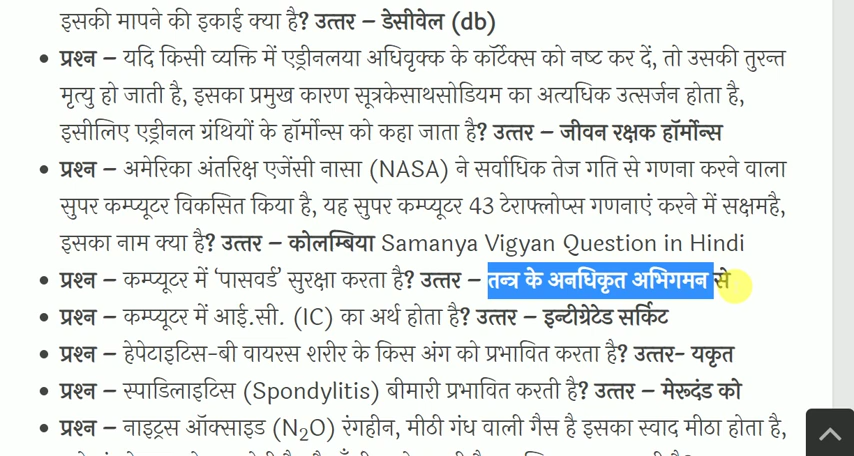 इसकी मापने की इकाई क्या है? उत्तर – डेसीवेल (db)
• प्रश्न – यदि किसी व्यक्ति में एड्रीनलया अधिवृक्क के कॉर्टेक्स को नष्ट कर दें, तो उसकी तुरन्त
मृत्यु हो जाती है, इसका प्रमुख कारण सूत्रकेसाथसोडियम का अत्यधिक उत्सर्जन होता है,
इसीलिए एड्रीनल ग्रंथियों के हॉर्मोन्स को कहा जाता है? उत्तर – जीवन रक्षक हॉर्मोन्स
• प्रश्न – अमेरिका अंतरिक्ष एजेंसी नासा (NASA) ने सर्वाधिक तेज गति से गणना करने वाला
सुपर कम्प्यूटर विकसित किया है, यह सुपर कम्प्यूटर 43 टेराफ्लोप्स गणनाएं करने में सक्षमहै,
इसका नाम क्या है? उत्तर – कोलम्बिया Samanya Vigyan Question in Hindi
• प्रश्न – कम्प्यूटर में ‘पासवर्ड’ सुरक्षा करता है? उत्तर – तन्त्र के अनधिकृत अभिगमन से
• प्रश्न – कम्प्यूटर में आई.सी. (IC) का अर्थ होता है? उत्तर – इन्टीग्रेटेड सर्किट
• प्रश्न – हेपेटाइटिस-बी वायरस शरीर के किस अंग को प्रभावित करता है? उत्तर- यकृत
• प्रश्न – स्पाडिलाइटिस (Spondylitis) बीमारी प्रभावित करती है? उत्तर – मेरूदंड को
• प्रश्न – नाइट्रस ऑक्साइड (N₂O) रंगहीन, मीठी गंध वाली गैस है इसका स्वाद मीठा होता है,